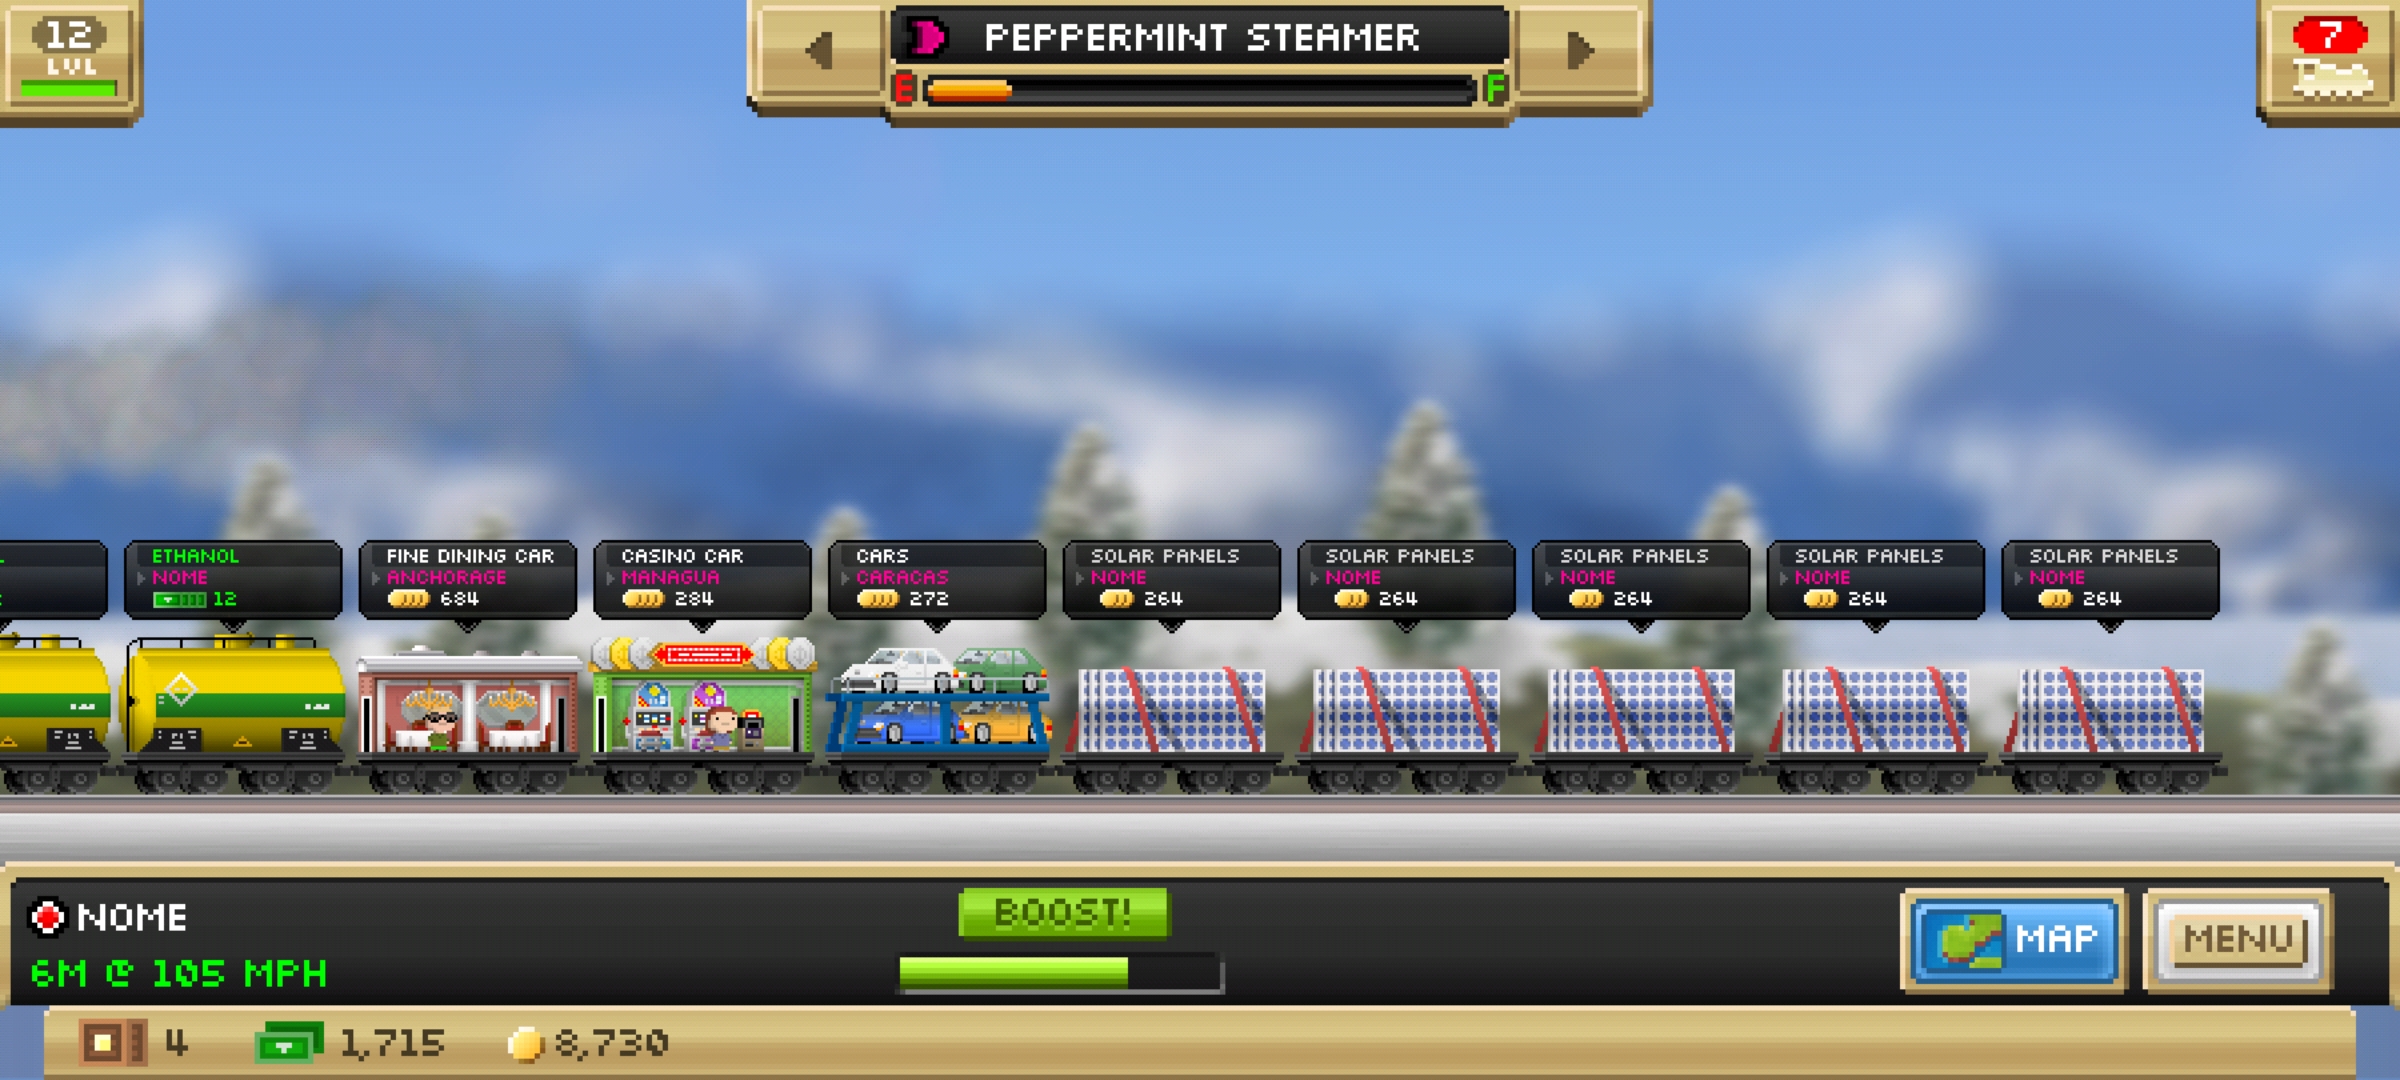 12
LVL
PEPPERMINT STEAMER
E
F
7
ETHANOL
NOME
12
FINE DINING CAR
ANCHORAGE
684
CASINO CAR
MANAGUA
284
CARS
CARACAS
272
SOLAR PANELS
NOME
264
SOLAR PANELS
NOME
264
SOLAR PANELS
NOME
264
SOLAR PANELS
NOME
264
SOLAR PANELS
NOME
264
NOME
6M @ 105 MPH
BOOST!
MAP
MENU
4
1,715
8,730